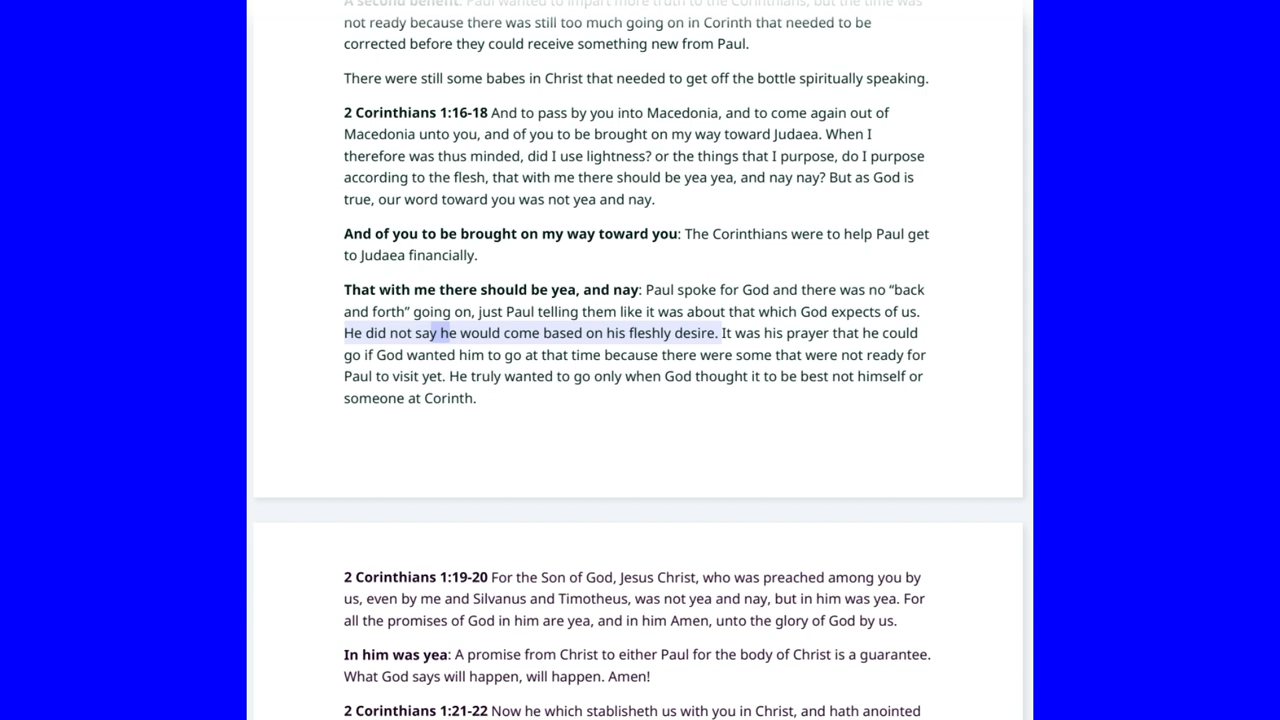 A second benefit: Paul wanted to impart more truth to the Corinthians, but the time was
not ready because there was still too much going on in Corinth that needed to be
corrected before they could receive something new from Paul.
There were still some babes in Christ that needed to get off the bottle spiritually speaking.
2 Corinthians 1:16-18 And to pass by you into Macedonia, and to come again out of
Macedonia unto you, and of you to be brought on my way toward Judaea. When I
therefore was thus minded, did I use lightness? or the things that I purpose, do I purpose
according to the flesh, that with me there should be yea yea, and nay nay? But as God is
true, our word toward you was not yea and nay.
And of you to be brought on my way toward you: The Corinthians were to help Paul get
to Judaea financially.
That with me there should be yea, and nay: Paul spoke for God and there was no “back
and forth” going on, just Paul telling them like it was about that which God expects of us.
He did not say he would come based on his fleshly desire. It was his prayer that he could
go if God wanted him to go at that time because there were some that were not ready for
Paul to visit yet. He truly wanted to go only when God thought it to be best not himself or
someone at Corinth.
2 Corinthians 1:19-20 For the Son of God, Jesus Christ, who was preached among you by
us, even by me and Silvanus and Timotheus, was not yea and nay, but in him was yea. For
all the promises of God in him are yea, and in him Amen, unto the glory of God by us.
In him was yea: A promise from Christ to either Paul for the body of Christ is a guarantee.
What God says will happen, will happen. Amen!
2 Corinthians 1:21-22 Now he which stablisheth us with you in Christ, and hath anointed